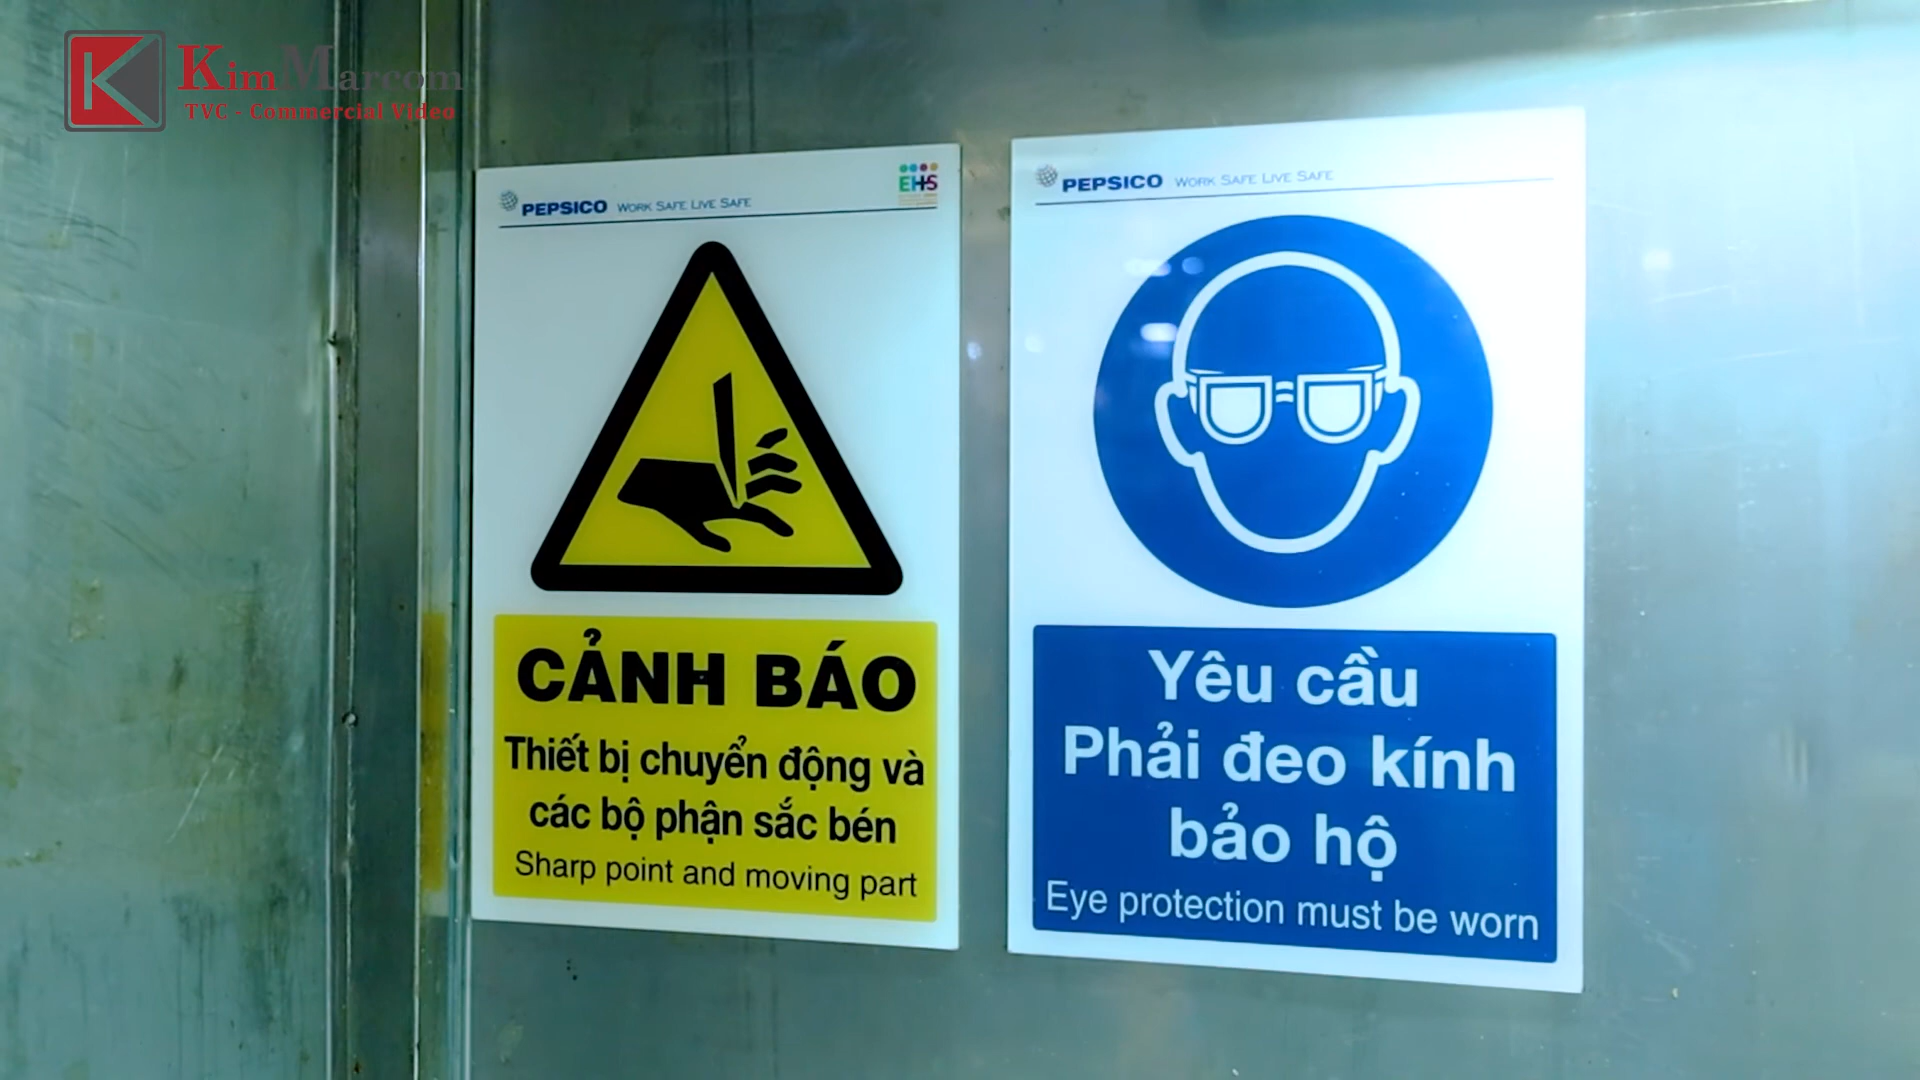 KimMarcom
TVC - Commercial Video
PEPSICO WORK SAFE LIVE SAFE
EHS
CẢNH BÁO
Thiết bị chuyển động và
các bộ phận sắc bén
Sharp point and moving part
PEPSICO WORK SAFE LIVE SAFE
Yêu cầu
Phải đeo kính
bảo hộ
Eye protection must be worn